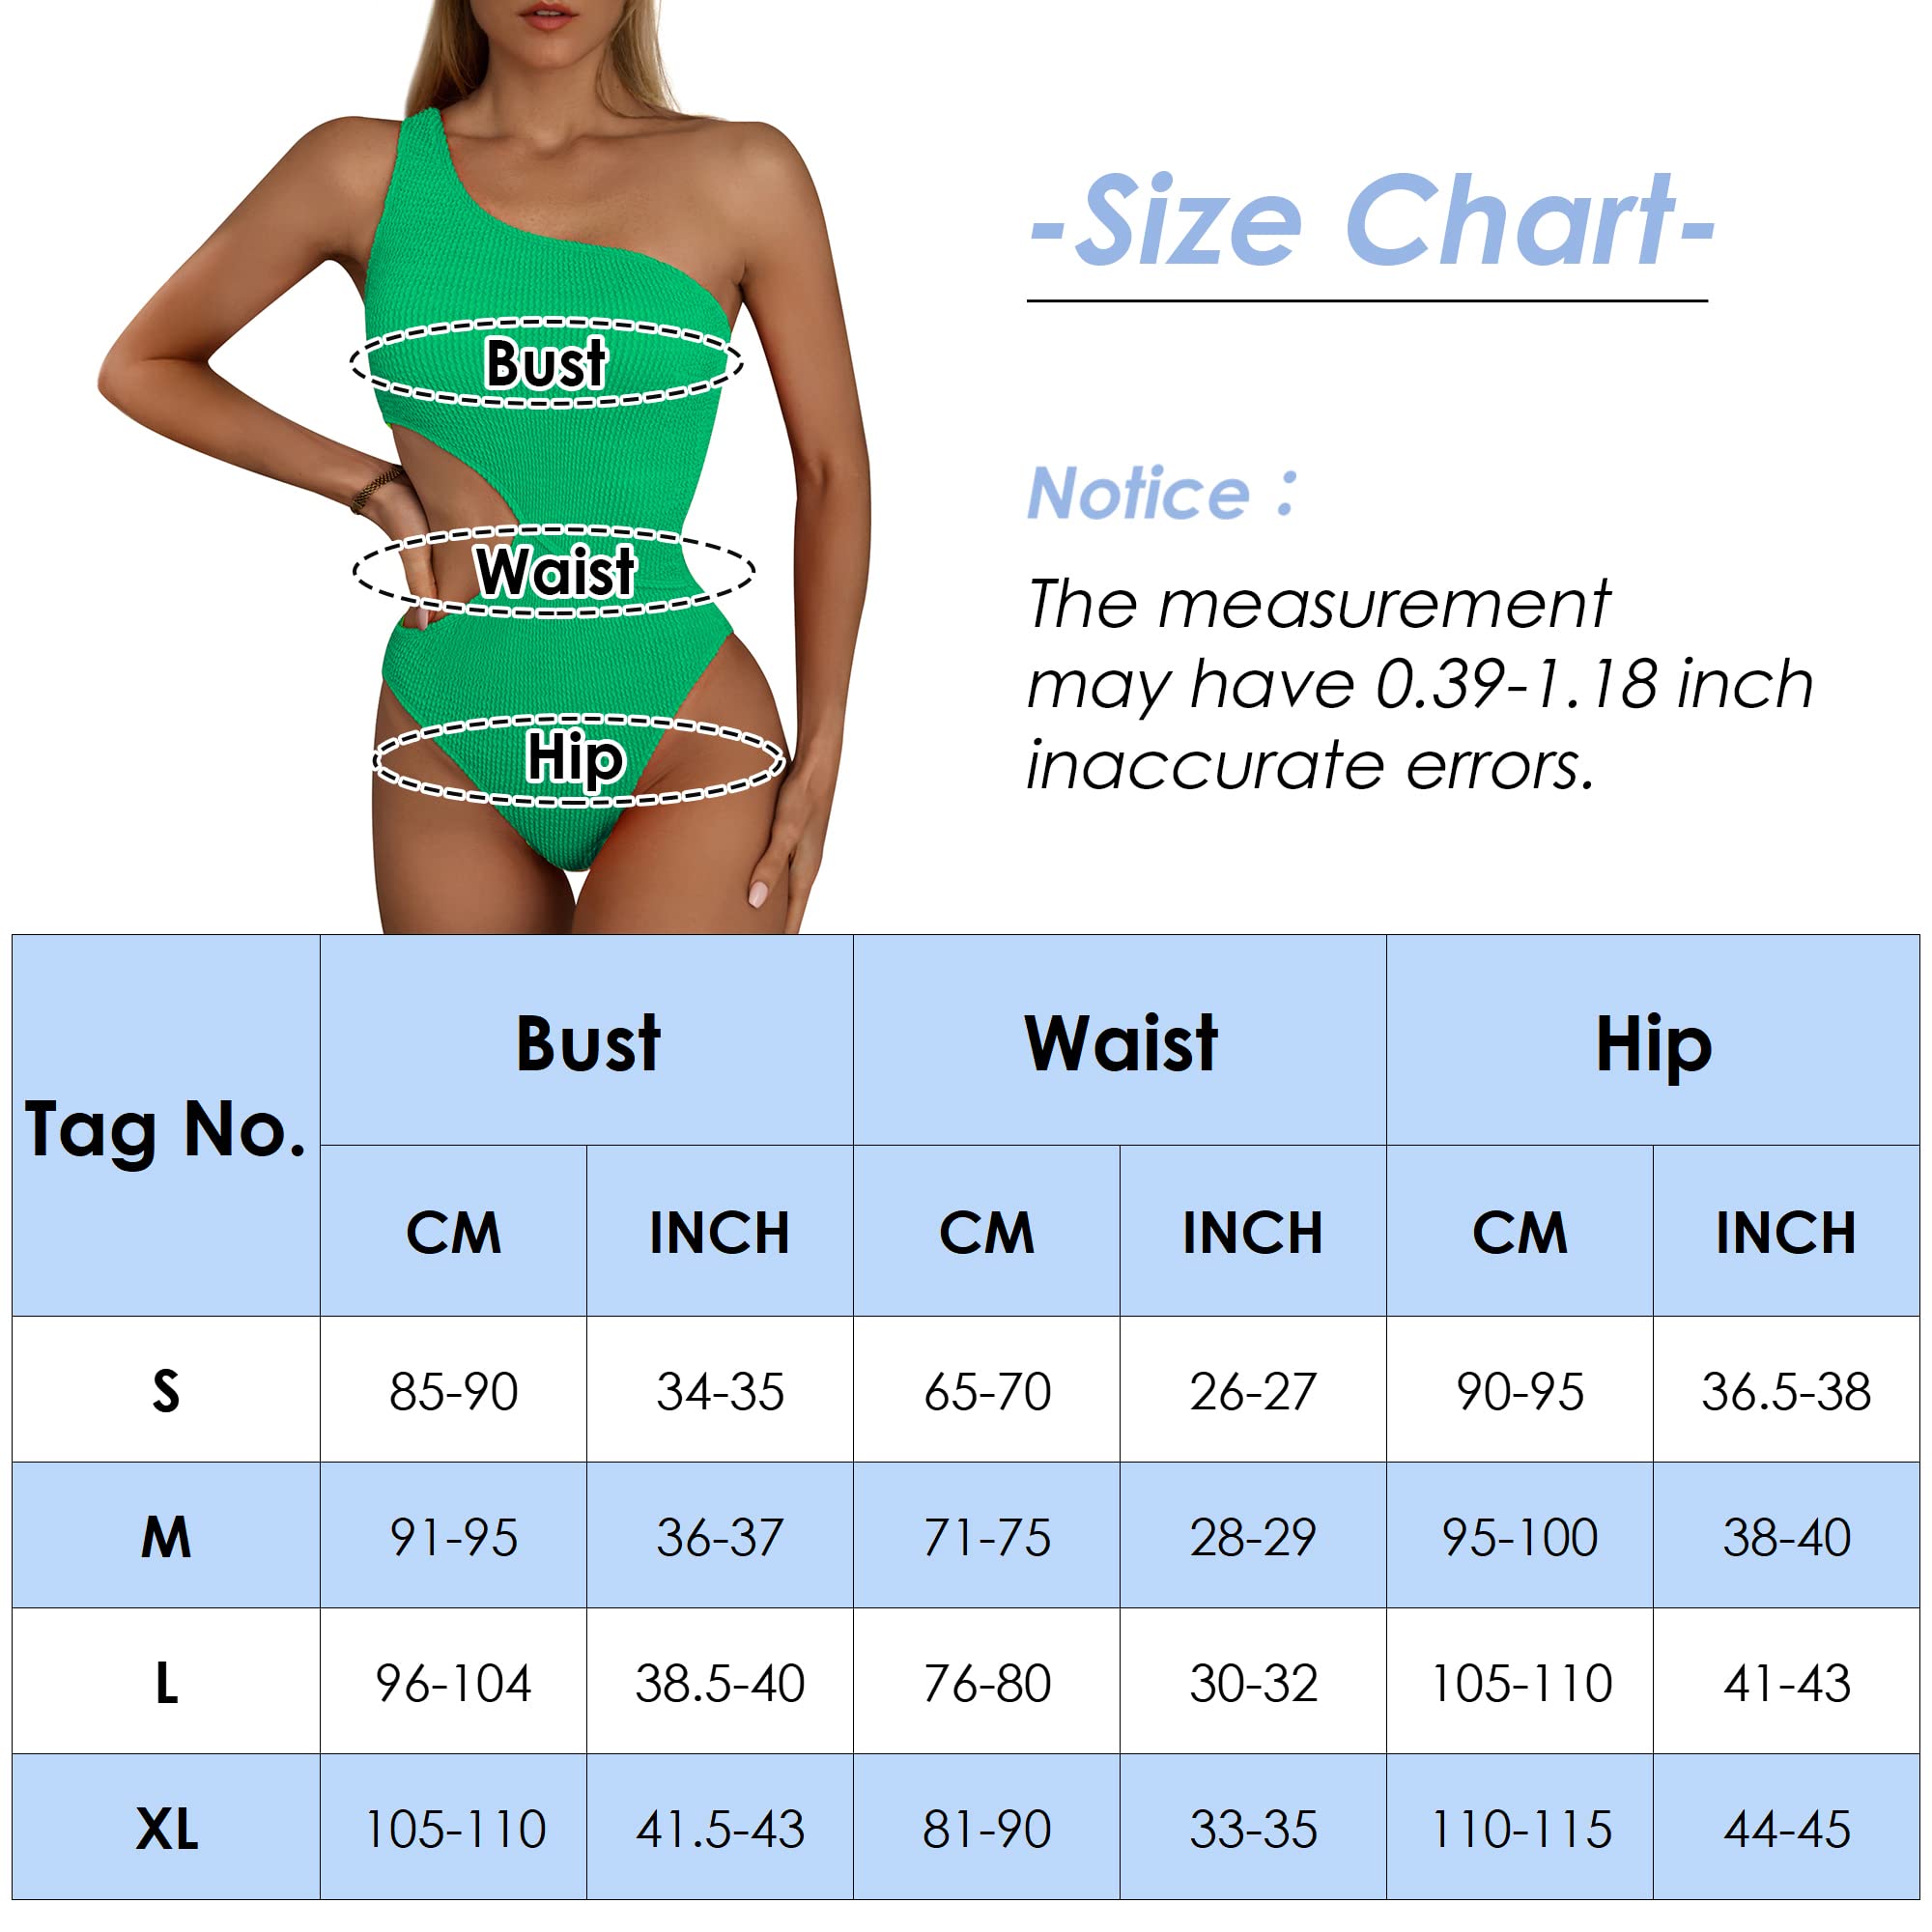 -Size Chart-
Notice :
The measurement
may have 0.39-1.18 inch
inaccurate errors.
Bust
Waist
Hip
Tag No. Bust Waist Hip
CM INCH CM INCH CM INCH
S 85-90 34-35 65-70 26-27 90-95 36.5-38
M 91-95 36-37 71-75 28-29 95-100 38-40
L 96-104 38.5-40 76-80 30-32 105-110 41-43
XL 105-110 41.5-43 81-90 33-35 110-115 44-45